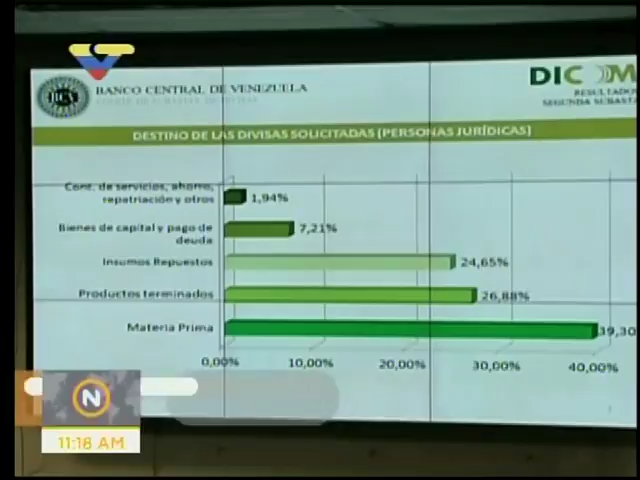 BANCO CENTRAL DE VENEZUELA
DICOM
RESULTADO
SEGUNDA SUBASTA
DESTINO DE LAS DIVISAS SOLICITADAS (PERSONAS JURÍDICAS)
Cont. de servicios, ahorro,
repatriación y otros
1,94%
Bienes de capital y pago de
deuda
7,21%
Insumos Repuestos
24,65%
Productos terminados
26,88%
Materia Prima
39,30
0,00%
10,00%
20,00%
30,00%
40,00%
N
11:18 AM